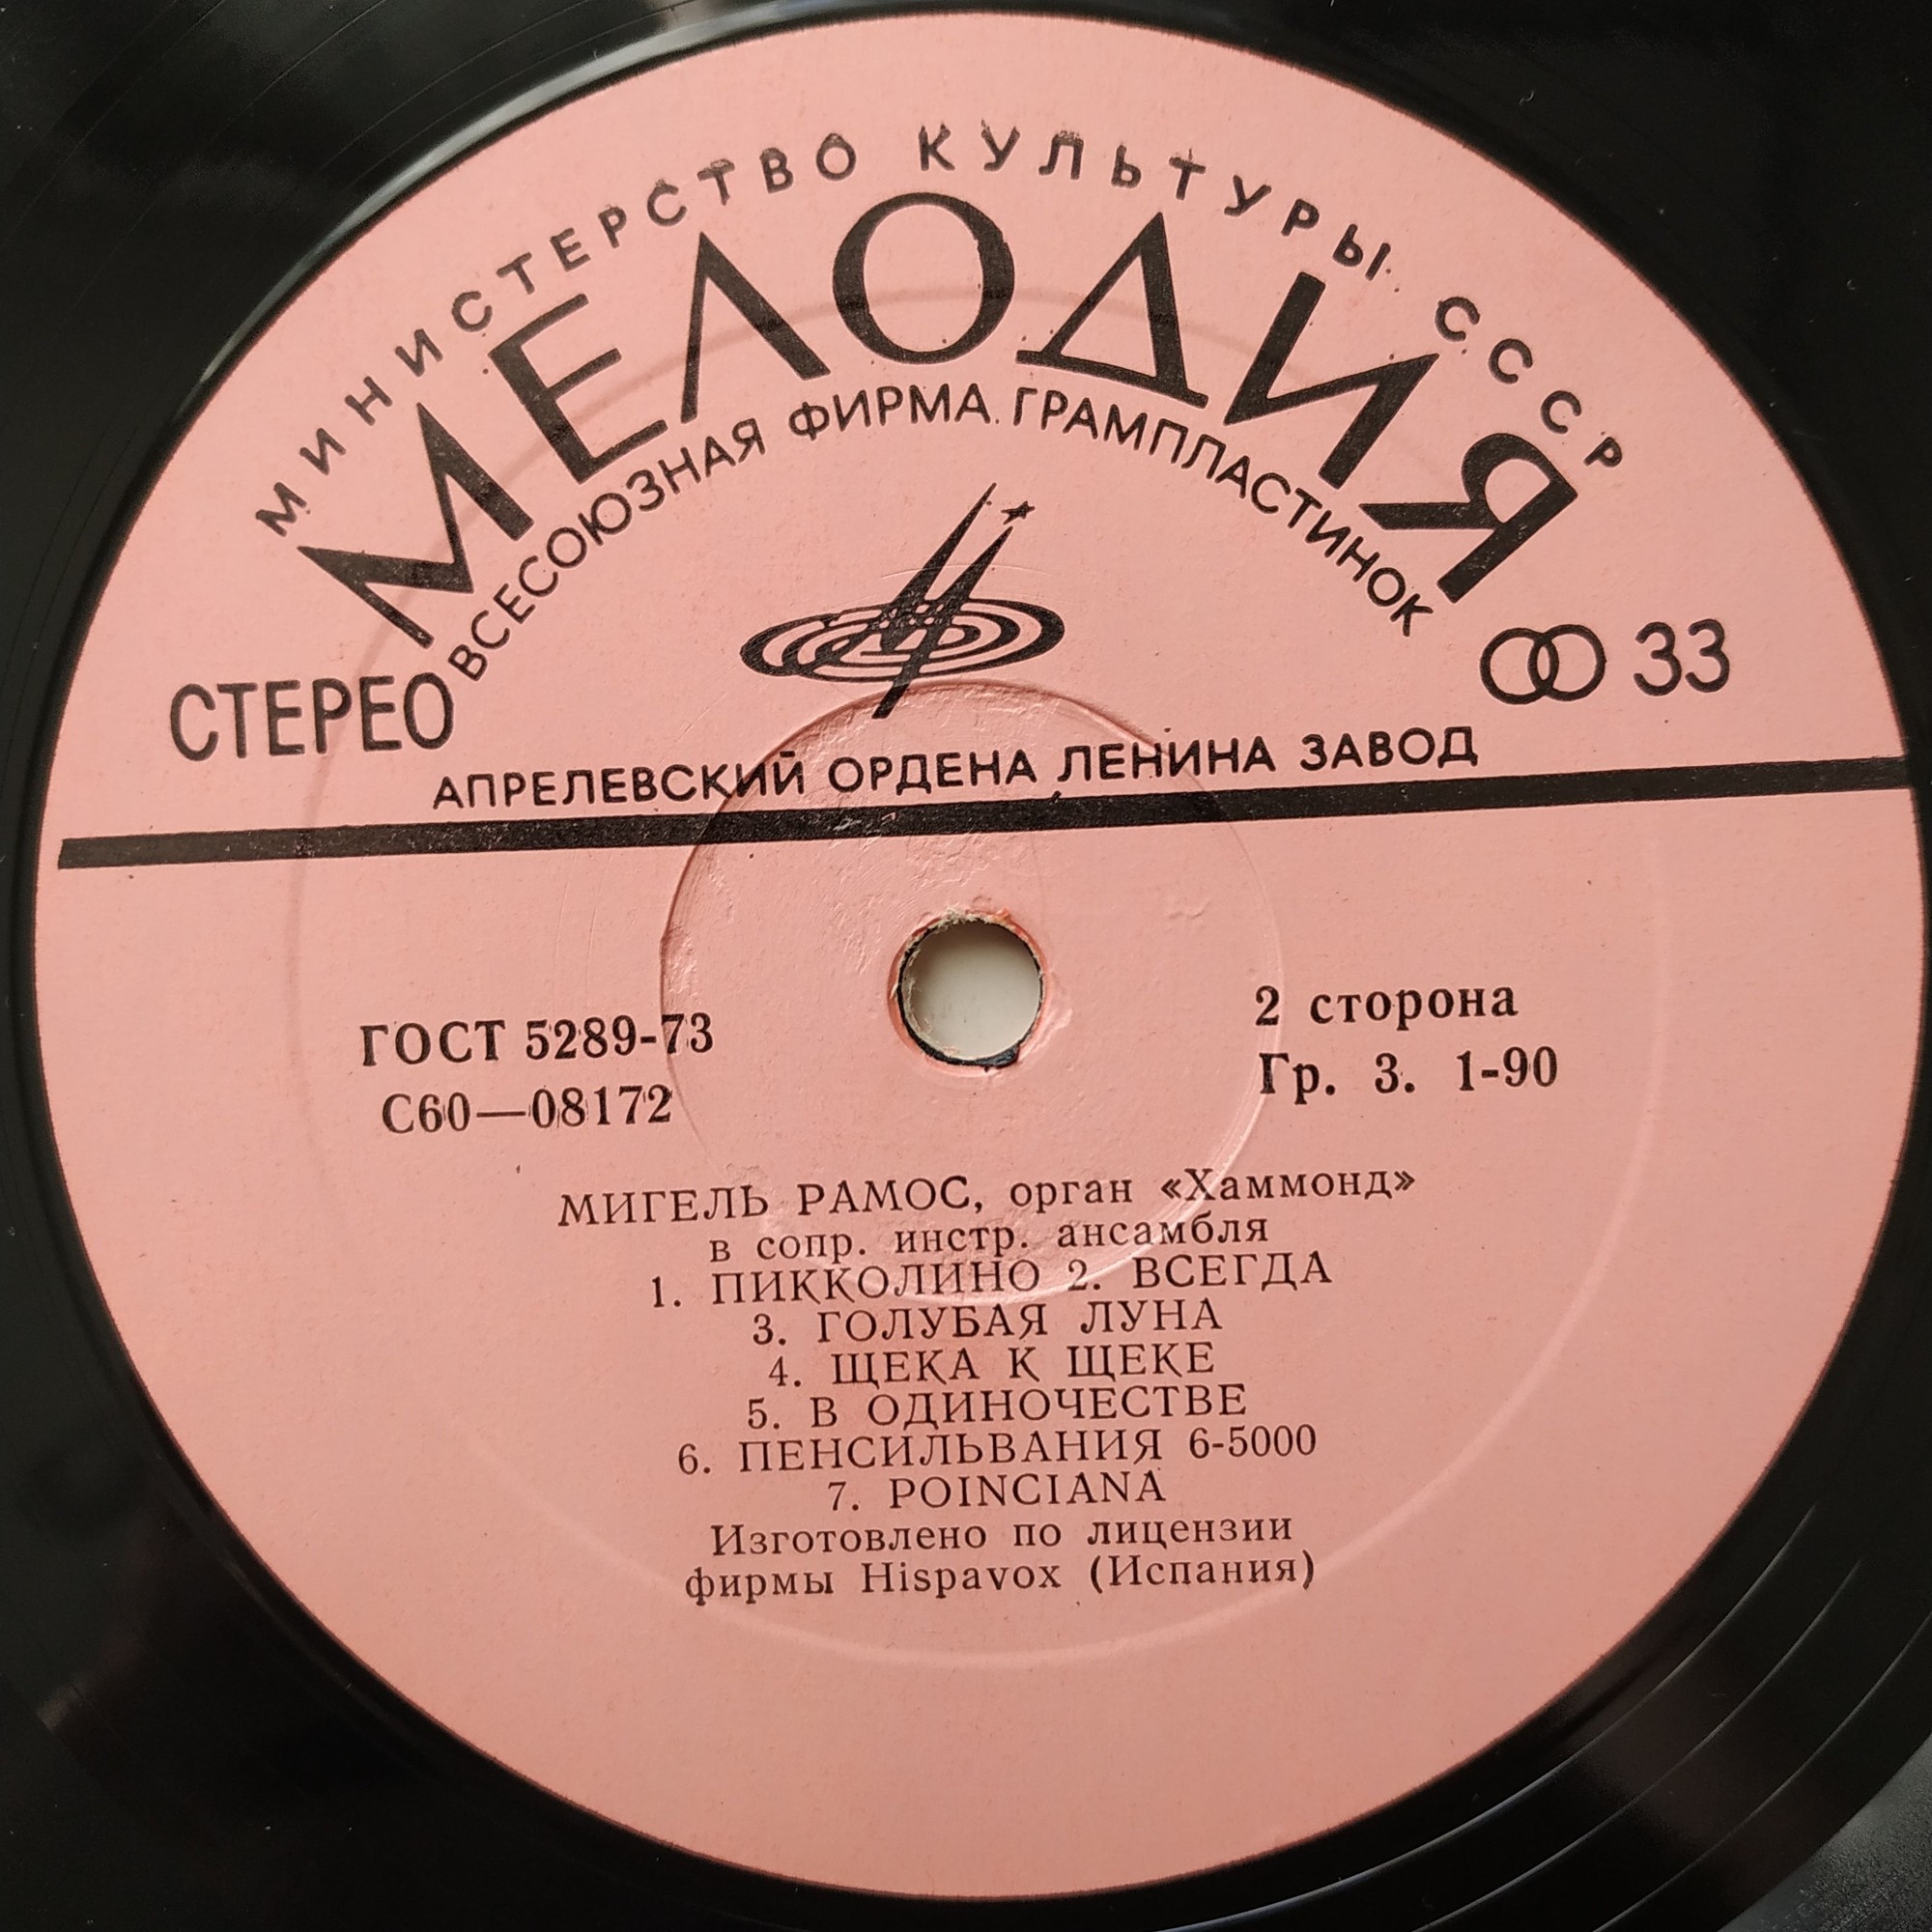 МИНИСТЕРСТВО КУЛЬТУРЫ СССР
МЕЛОДИЯ
ВСЕСОЮЗНАЯ ФИРМА ГРАМПЛАСТИНОК
СТЕРЕО
33
АПРЕЛЕВСКИЙ ОРДЕНА ЛЕНИНА ЗАВОД
ГОСТ 5289-73
С60—08172
2 сторона
Гр. 3. 1-90
МИГЕЛЬ РАМОС, орган «Хаммонд»
в сопр. инстр. ансамбля
1. ПИККОЛИНО 2. ВСЕГДА
3. ГОЛУБАЯ ЛУНА
4. ЩЕКА К ЩЕКЕ
5. В ОДИНОЧЕСТВЕ
6. ПЕНСИЛЬВАНИЯ 6-5000
7. POINCIANA
Изготовлено по лицензии
фирмы Hispavox (Испания)